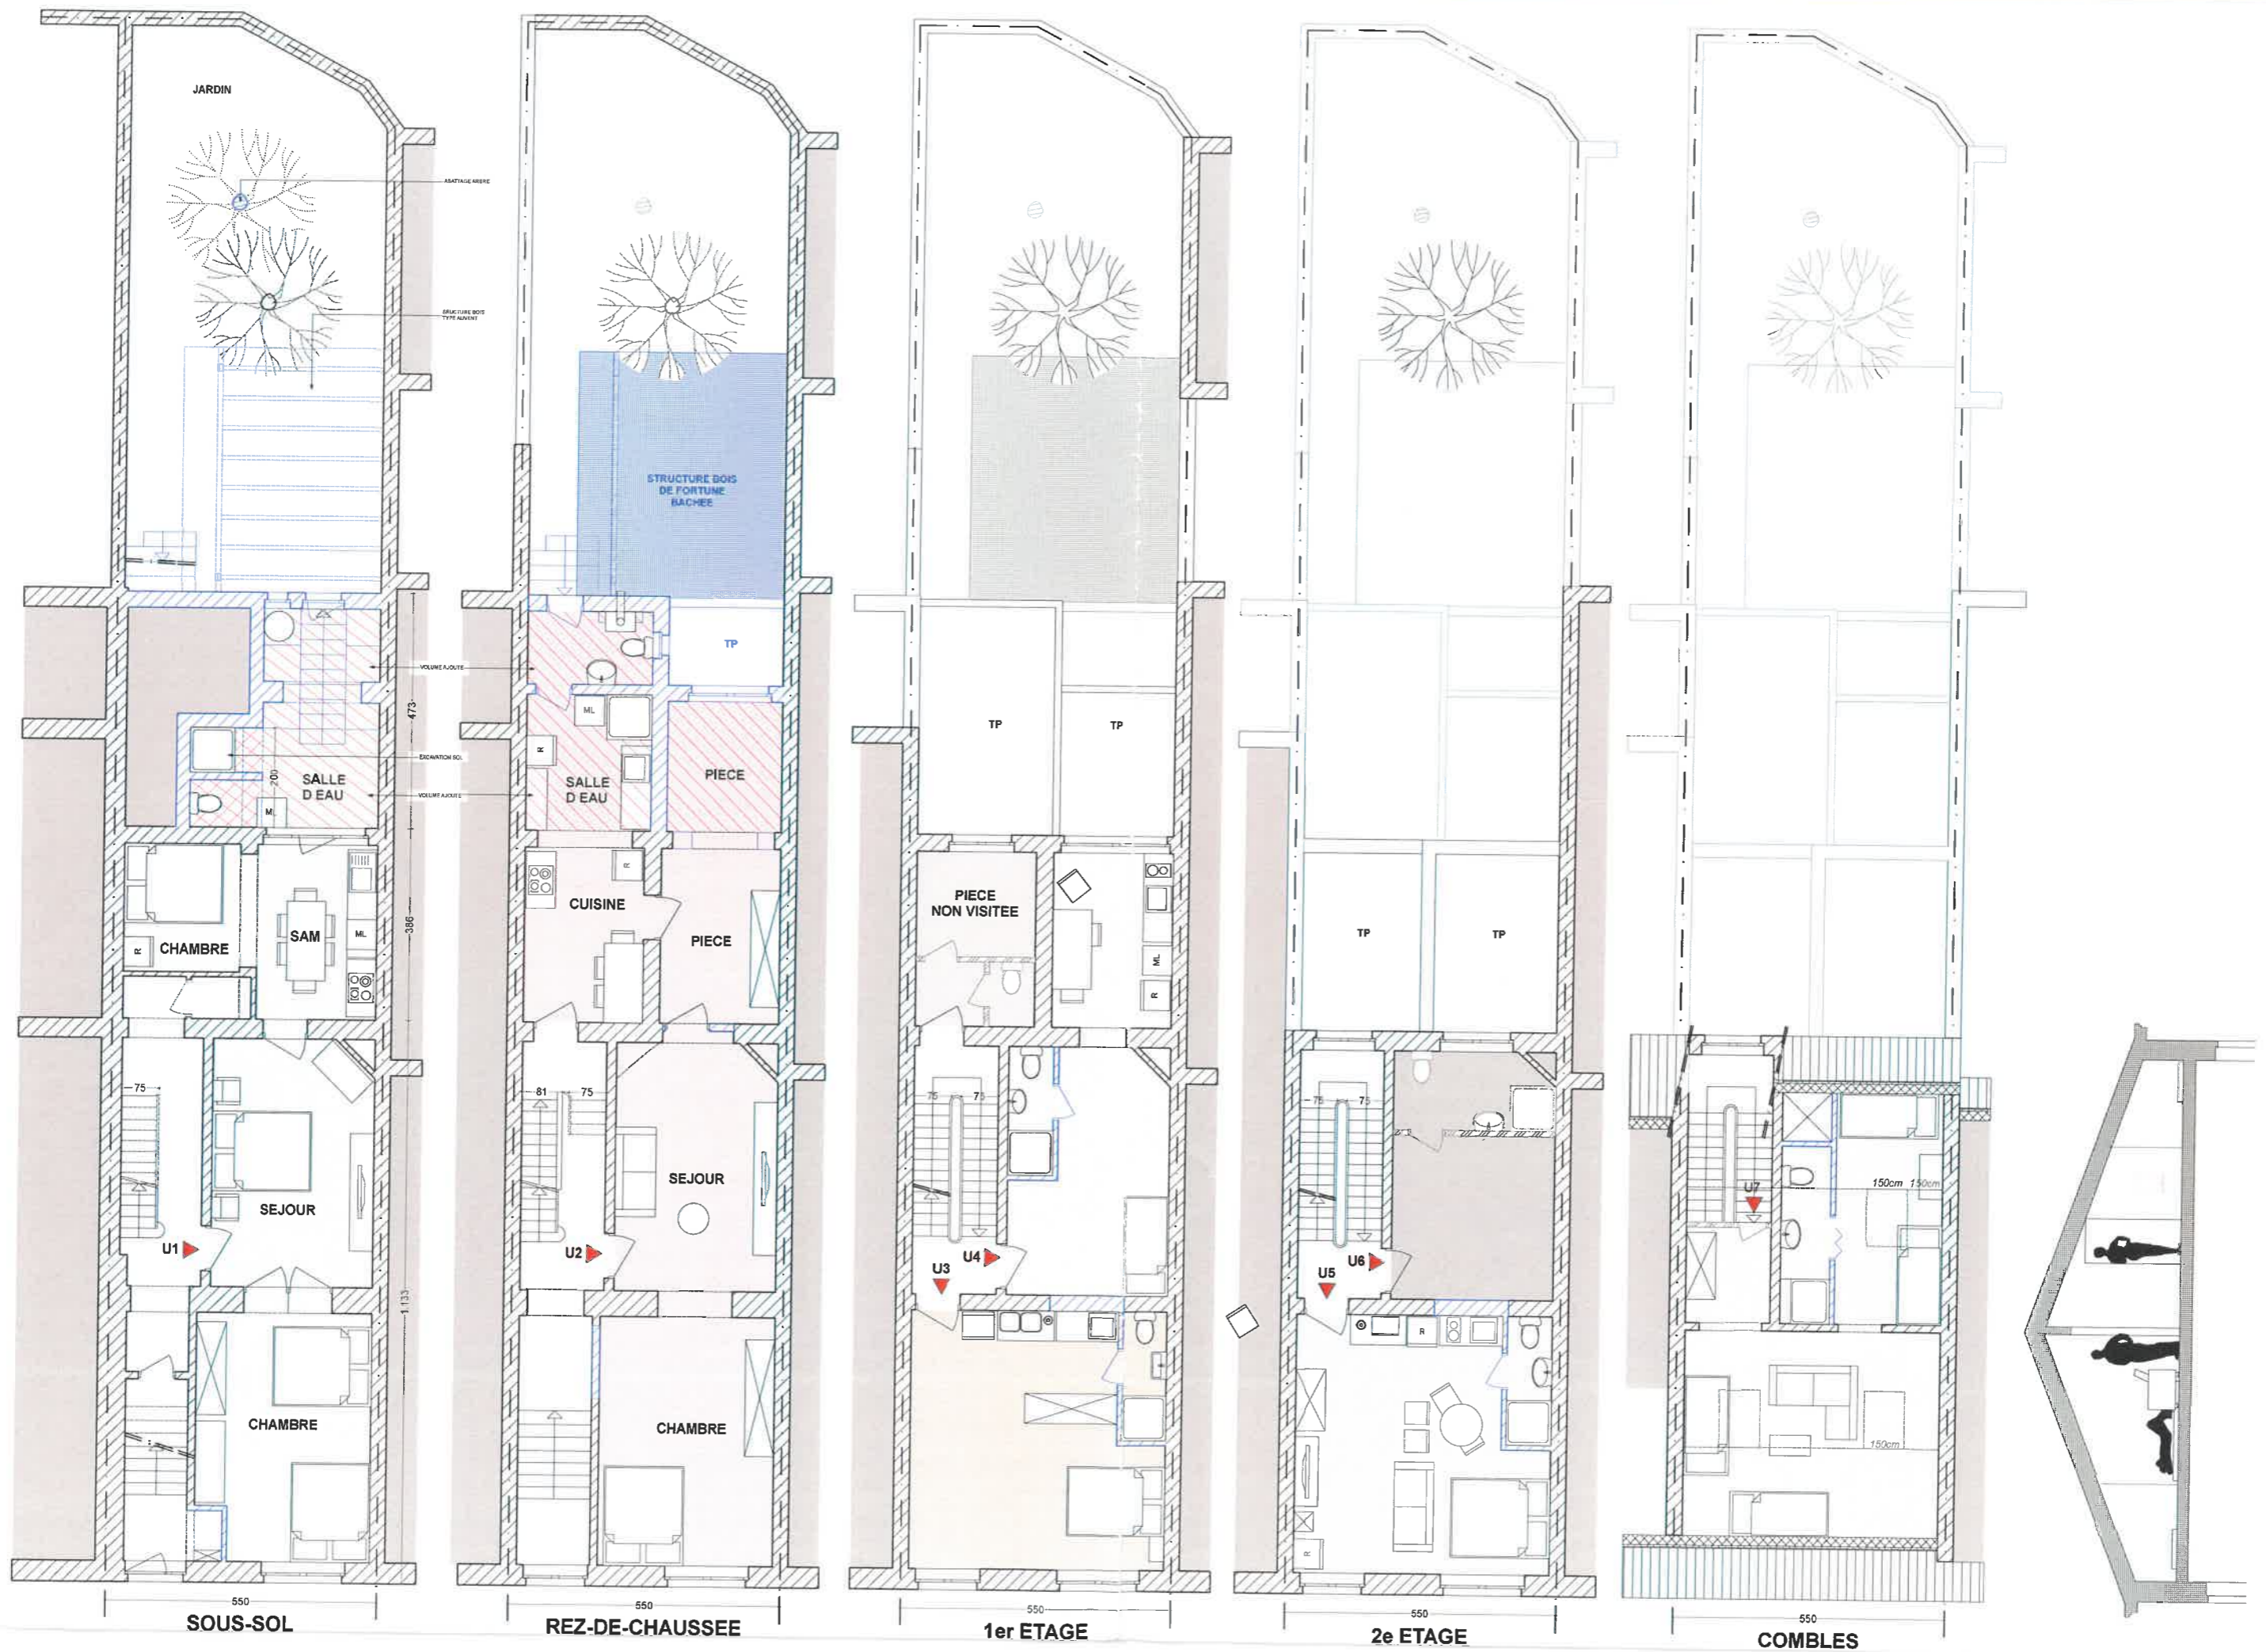 JARDIN
ABATTAGE ARBRE
STRUCTURE BOIS
TYPE AUVENT
VOLUME AJOUTE
473
EXCAVATION SOL
VOLUME AJOUTE
200
SALLE
D EAU
ML
CHAMBRE
R
SAM
ML
386
75
SEJOUR
U1
1.133
CHAMBRE
550
SOUS-SOL
STRUCTURE BOIS
DE FORTUNE
BACHEE
TP
ML
R
SALLE
D EAU
PIECE
R
CUISINE
PIECE
81
75
SEJOUR
U2
CHAMBRE
550
REZ-DE-CHAUSSEE
TP
TP
PIECE
NON VISITEE
ML
R
75
75
U3
U4
550
1er ETAGE
TP
TP
75
75
U5
U6
R
R
550
2e ETAGE
U7
150cm
150cm
150cm
550
COMBLES